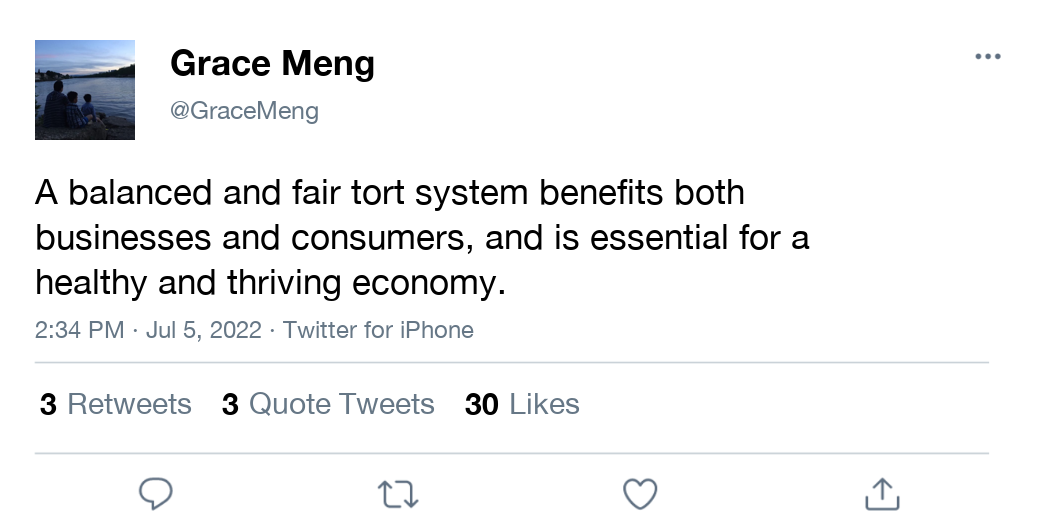 Grace Meng
@GraceMeng
A balanced and fair tort system benefits both
businesses and consumers, and is essential for a
healthy and thriving economy.
2:34 PM · Jul 5, 2022 · Twitter for iPhone
3 Retweets 3 Quote Tweets 30 Likes